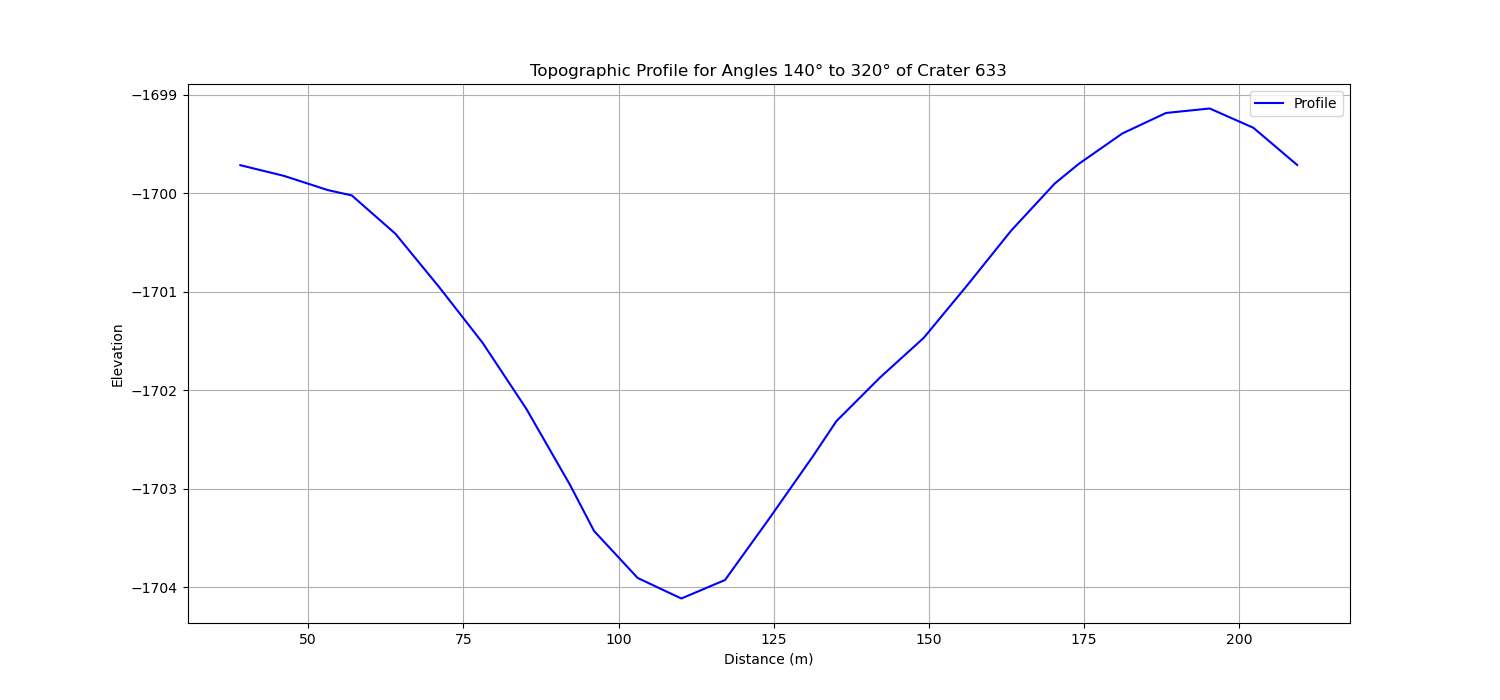 Topographic Profile for Angles 140° to 320° of Crater 633
Profile
−1699
−1700
−1701
−1702
−1703
−1704
Elevation
50 75 100 125 150 175 200
Distance (m)